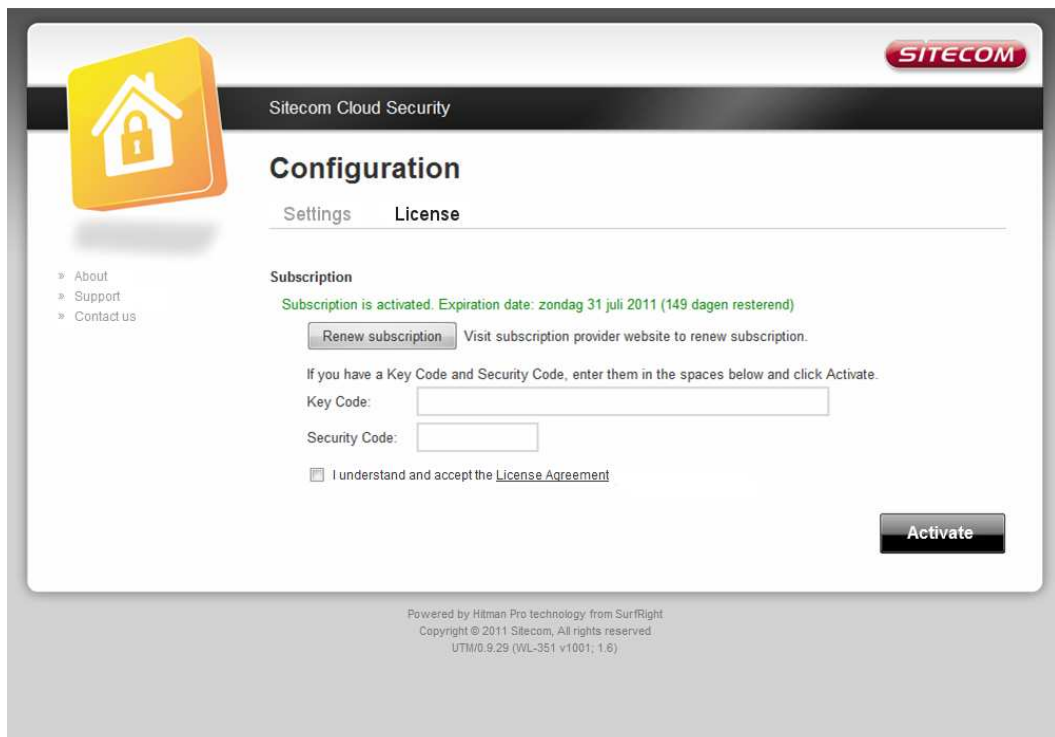 SITECOM
Sitecom Cloud Security
Configuration
Settings License
» About
» Support
» Contact us
Subscription
Subscription is activated. Expiration date: zondag 31 juli 2011 (149 dagen resterend)
Renew subscription Visit subscription provider website to renew subscription.
If you have a Key Code and Security Code, enter them in the spaces below and click Activate.
Key Code:
Security Code:
I understand and accept the License Agreement
Activate
Powered by Hitman Pro technology from SurfRight
Copyright © 2011 Sitecom, All rights reserved
UTM/0.9.29 (WL-351 v1001; 1.6)